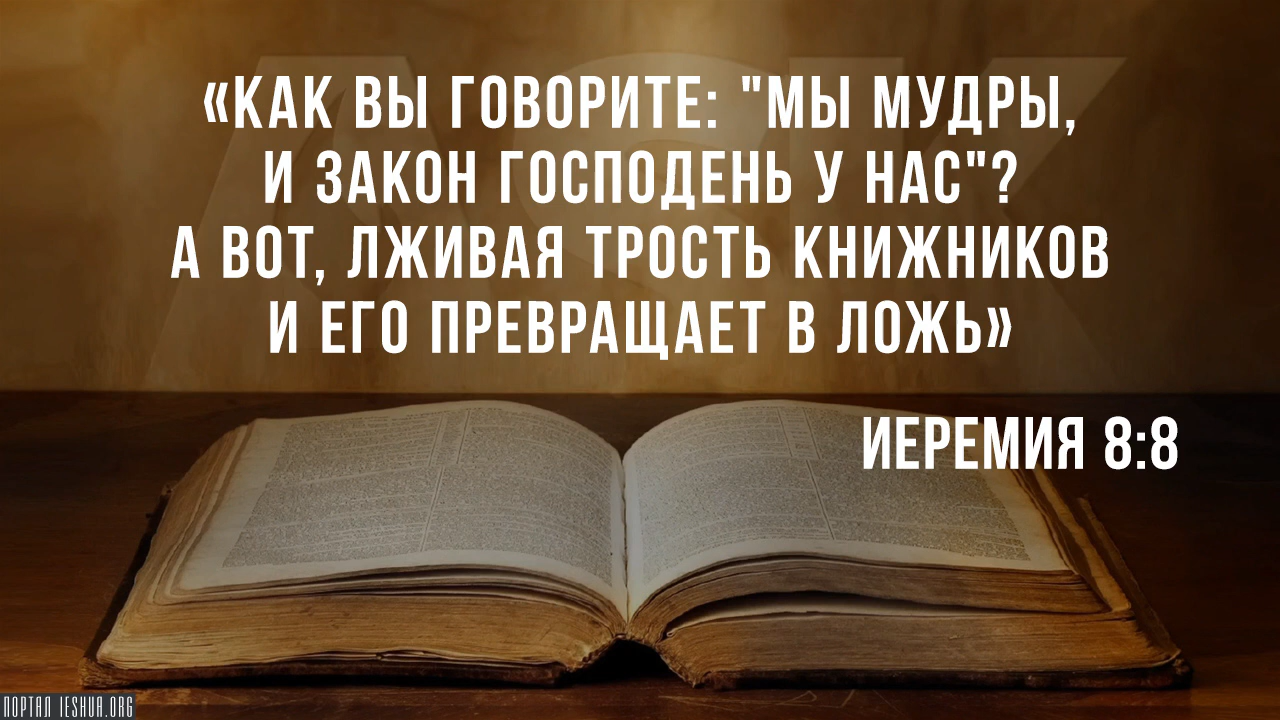 «КАК ВЫ ГОВОРИТЕ: "МЫ МУДРЫ,
И ЗАКОН ГОСПОДЕНЬ У НАС"?
А ВОТ, ЛЖИВАЯ ТРОСТЬ КНИЖНИКОВ
И ЕГО ПРЕВРАЩАЕТ В ЛОЖЬ»
ИЕРЕМИЯ 8:8
ПОРТАЛ IESHUA.ORG